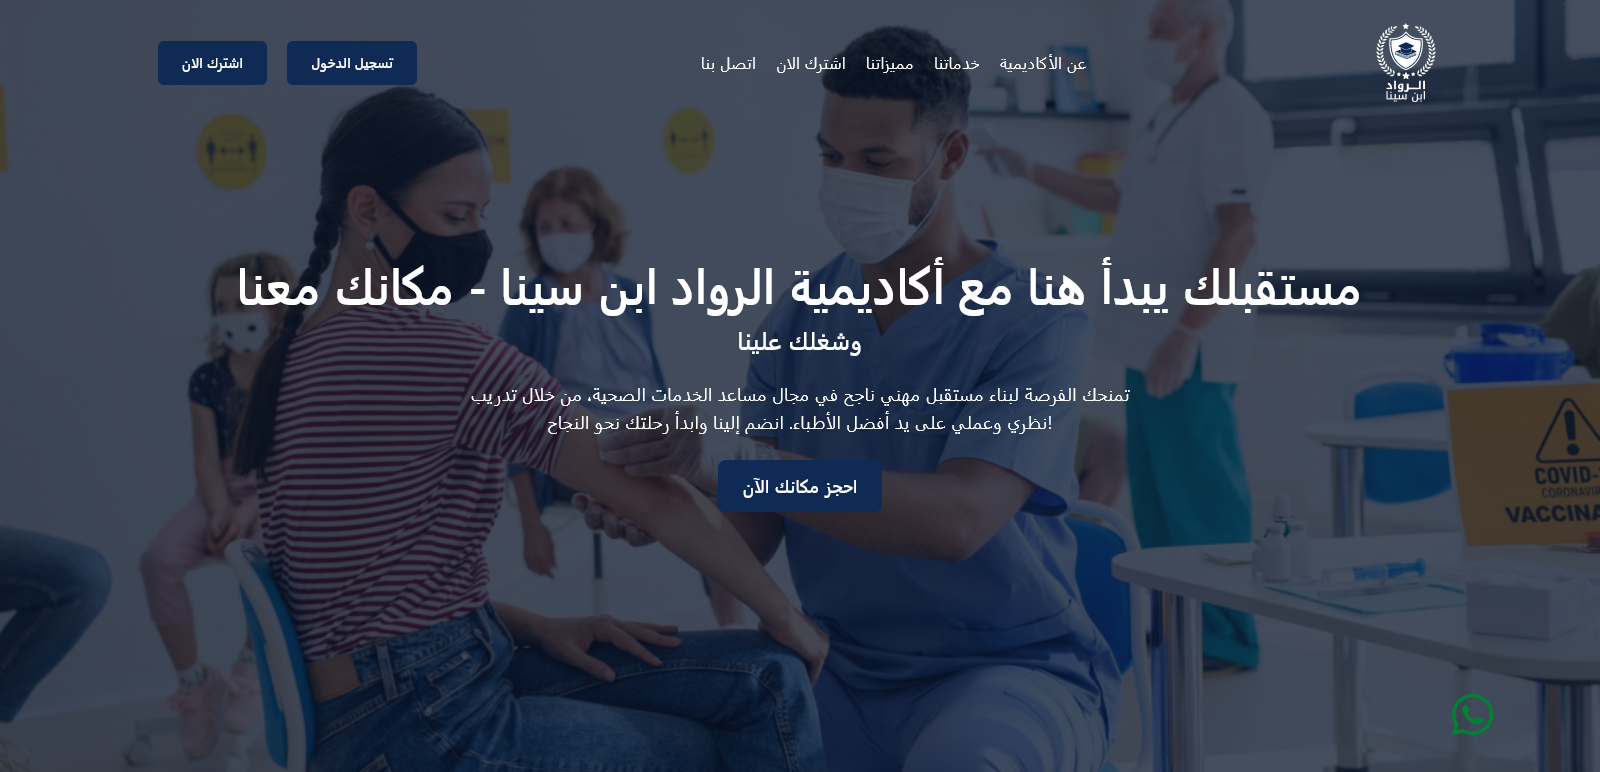 الــرواد
ابن سينا
عن الأكاديمية
خدماتنا
مميزاتنا
اشترك الان
اتصل بنا
تسجيل الدخول
اشترك الان
مستقبلك يبدأ هنا مع أكاديمية الرواد ابن سينا - مكانك معنا
وشغلك علينا
تمنحك الفرصة لبناء مستقبل مهني ناجح في مجال مساعد الخدمات الصحية، من خلال تدريب
!نظري وعملي على يد أفضل الأطباء. انضم إلينا وابدأ رحلتك نحو النجاح
احجز مكانك الآن
COVID-
CORONAVIR
VACCINA